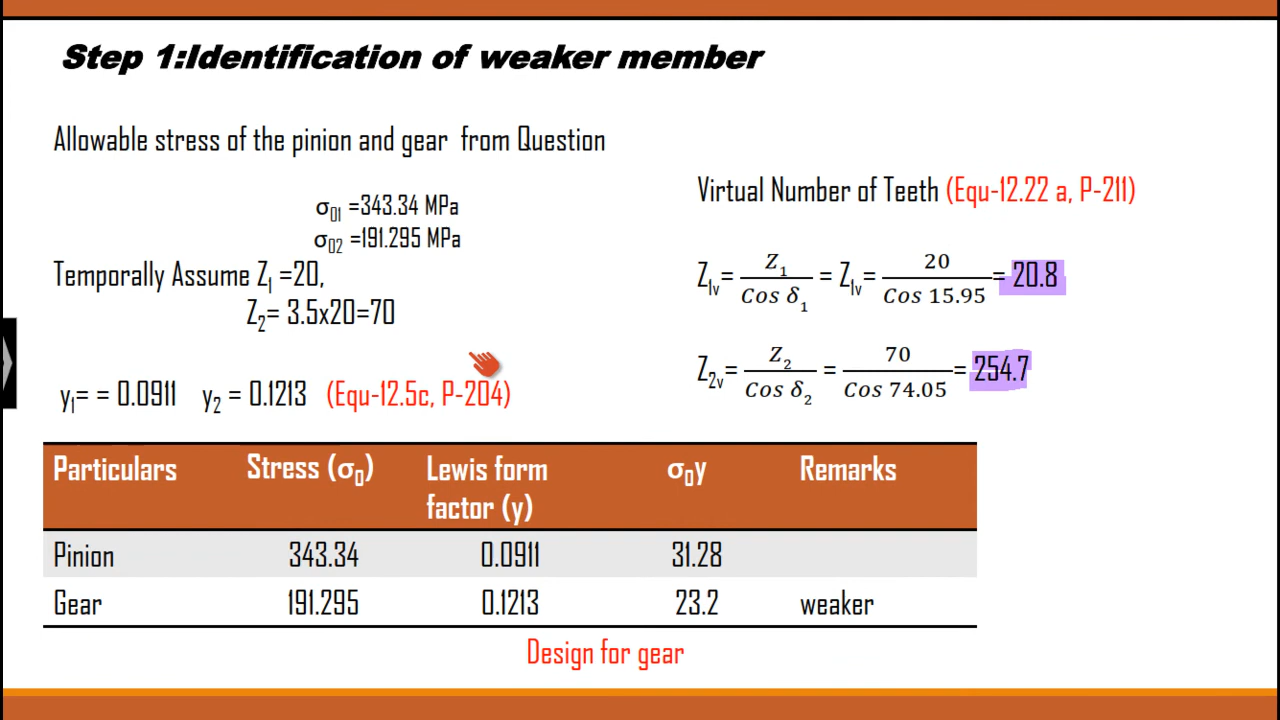 Step 1:Identification of weaker member
Allowable stress of the pinion and gear from Question
σ01 =343.34 MPa
σ02 =191.295 MPa
Temporally Assume Z1 =20,
Z2= 3.5x20=70
y1= = 0.0911 y2 = 0.1213 (Equ-12.5c, P-204)
Virtual Number of Teeth (Equ-12.22 a, P-211)
Z1v= Z1 / Cos δ1 = Z1v= 20 / Cos 15.95 = 20.8
Z2v= Z2 / Cos δ2 = 70 / Cos 74.05 = 254.7
Particulars Stress (σ0) Lewis form factor (y) σ0y Remarks
Pinion 343.34 0.0911 31.28
Gear 191.295 0.1213 23.2 weaker
Design for gear